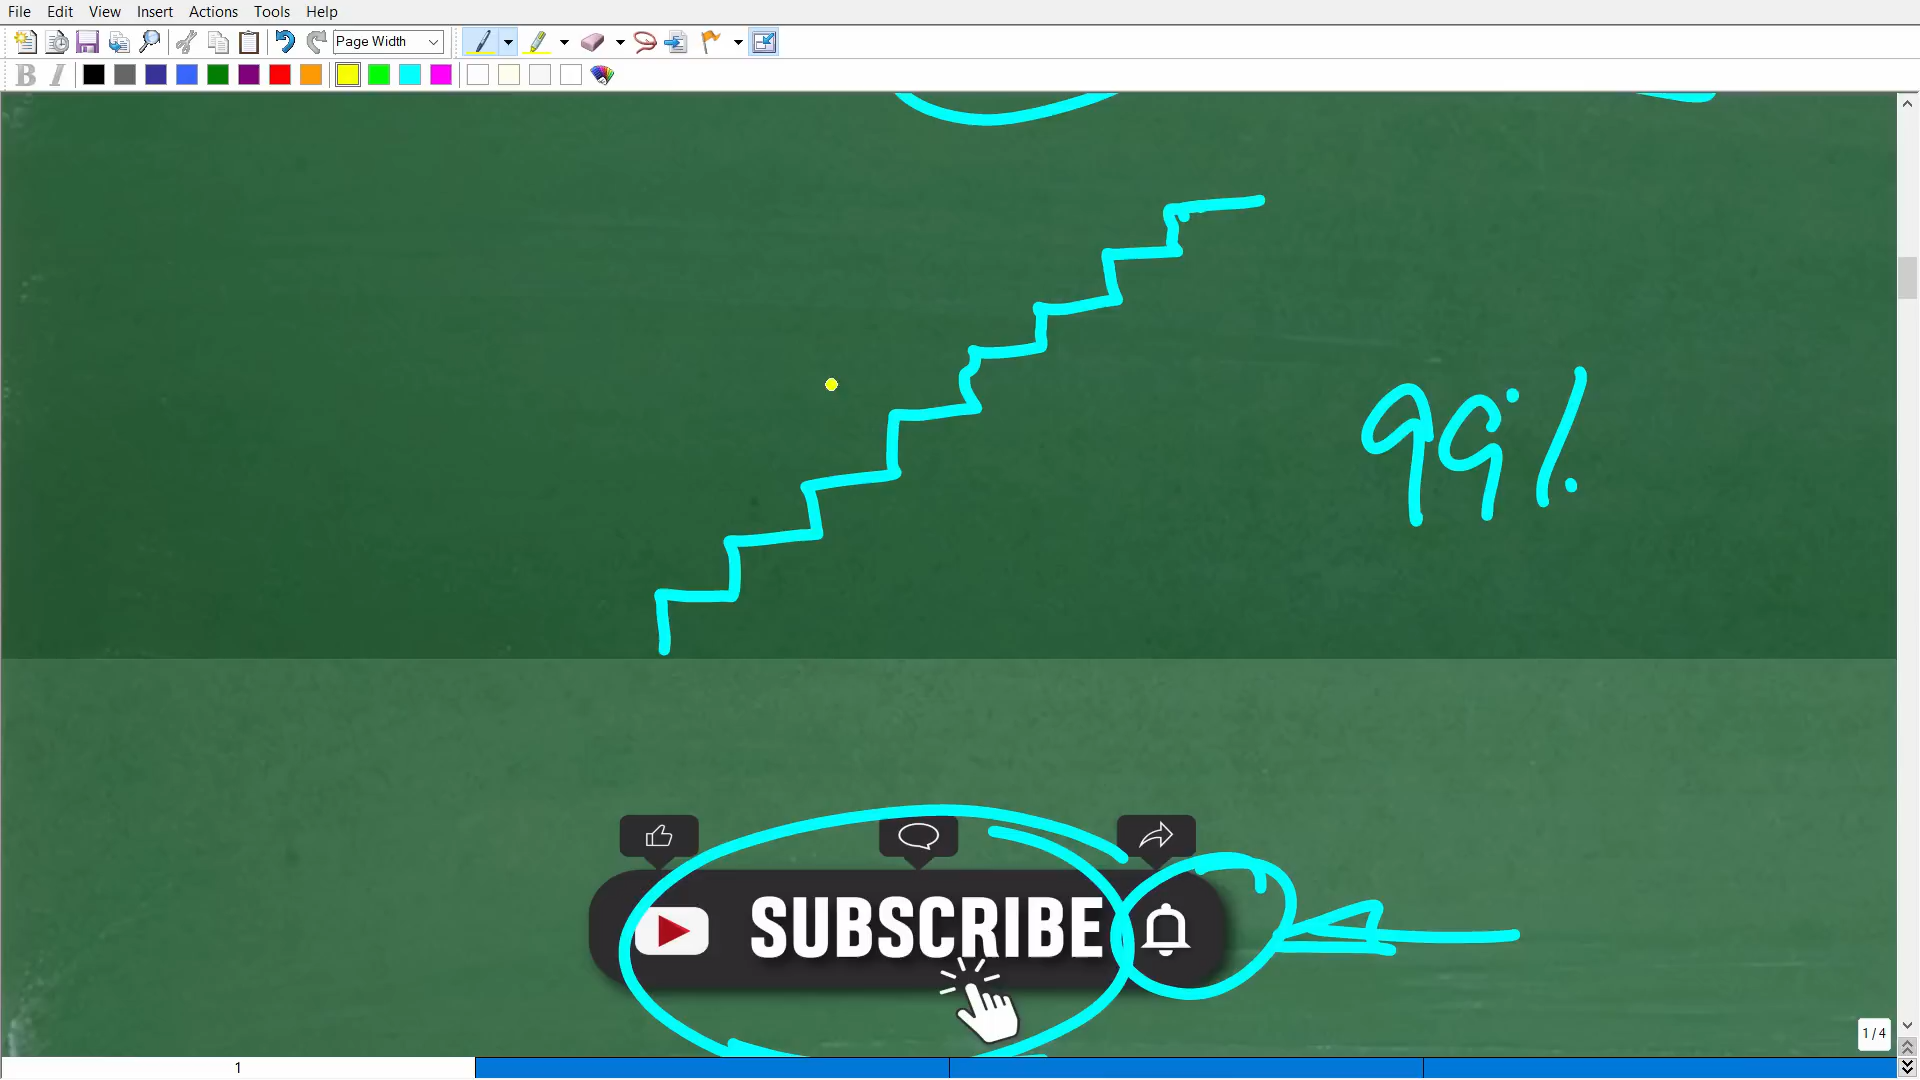 File Edit View Insert Actions Tools Help
Page Width
B I
99%
SUBSCRIBE
1 / 4
1